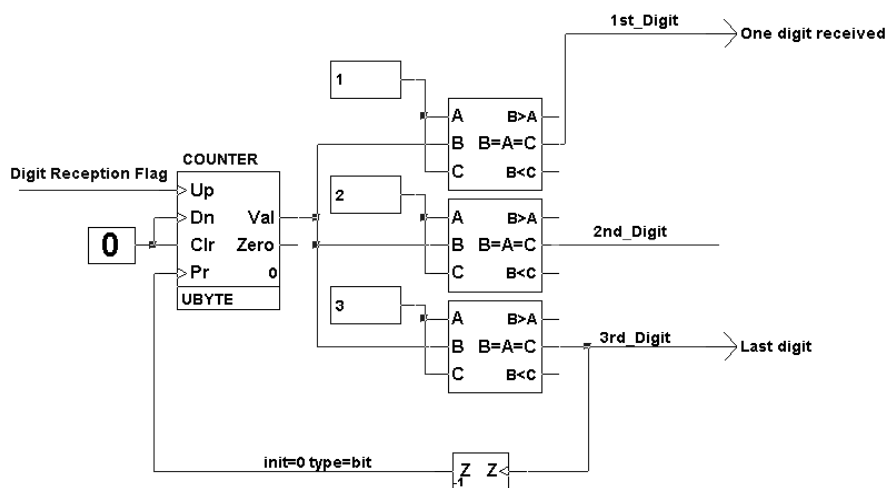 1st_Digit
One digit received
1
A B>A
B B=A=C
C B<C
COUNTER
Digit Reception Flag
Up
Dn Val
Clr Zero
Pr 0
UBYTE
0
2
A B>A
B B=A=C
C B<C
2nd_Digit
3
A B>A
B B=A=C
C B<C
3rd_Digit
Last digit
init=0 type=bit
Z Z
-1